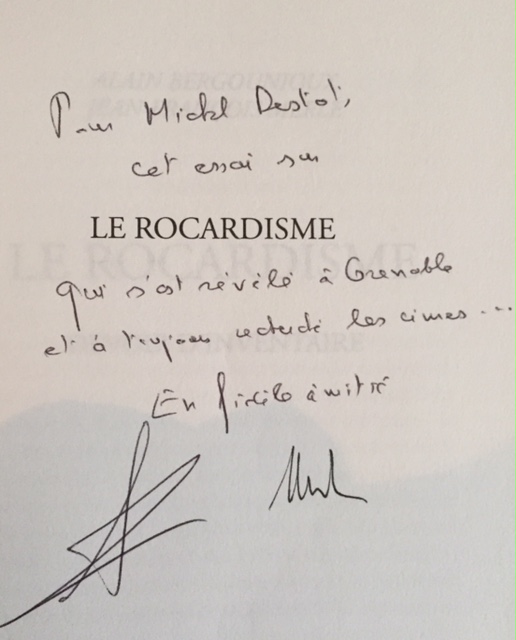 Pour Michel Destot,
cet essai sur
LE ROCARDISME
qui s'est révélé à Grenoble
et a toujours recherché les cimes...
En fidèle amitié